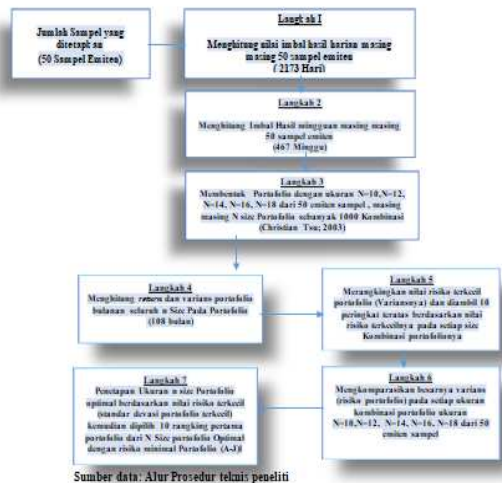 Jumlah Sampel yang
ditetapkan
(50 Sampel Emiten)
Langkah 1
Menghitung nilai imbal hasil harian masing
masing 50 sampel emiten
( 2173 Hari)
Langkah 2
Menghitung Imbal Hasil mingguan masing masing
50 sampel emiten
(467 Minggu)
Langkah 3
Membentuk Portofolio dengan ukuran N=10,N=12,
N=14, N=16, N=18 dari 50 emiten sampel , masing
masing N size Portofolio sebanyak 1000 Kombinasi
(Christian Tsu; 2003)
Langkah 4
Menghitung return dan varians portofolio
bulanan seluruh n Size Pada Portofolio
(108 bulan)
Langkah 5
Merangkingkan nilai risiko terkecil
portofolio (Variansnya) dan diambil 10
peringkat teratas berdasarkan nilai
risiko terkecilnya pada setiap size
Kombinasi portofolionya
Langkah 6
Mengkomparasikan besarnya varians
(risiko portofolio) pada setiap ukuran
kombinasi portofolio ukuran
N=10,N=12, N=14, N=16, N=18 dari 50
emiten sampel
Langkah 7
Penetapan Ukuran n size Portofolio
optimal berdasarkan nilai risiko terkecil
(standar deviasi portofolio terkecil)
kemudian dipilih 10 rangking pertama
portofolio dari N Size portofolio Optimal
dengan risiko minimal Portofolio (A-J)
Sumber data: Alur Prosedur teknis peneliti